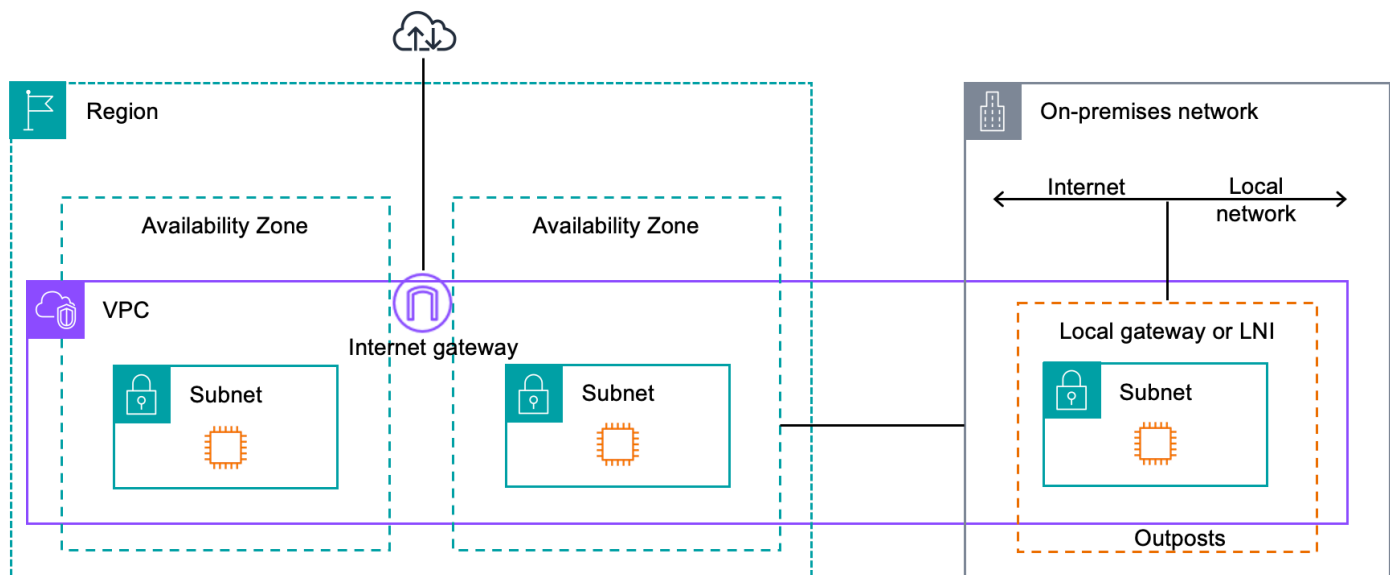 Region
On-premises network
Internet
Local
network
Availability Zone
Availability Zone
VPC
Internet gateway
Local gateway or LNI
Subnet
Subnet
Subnet
Outposts